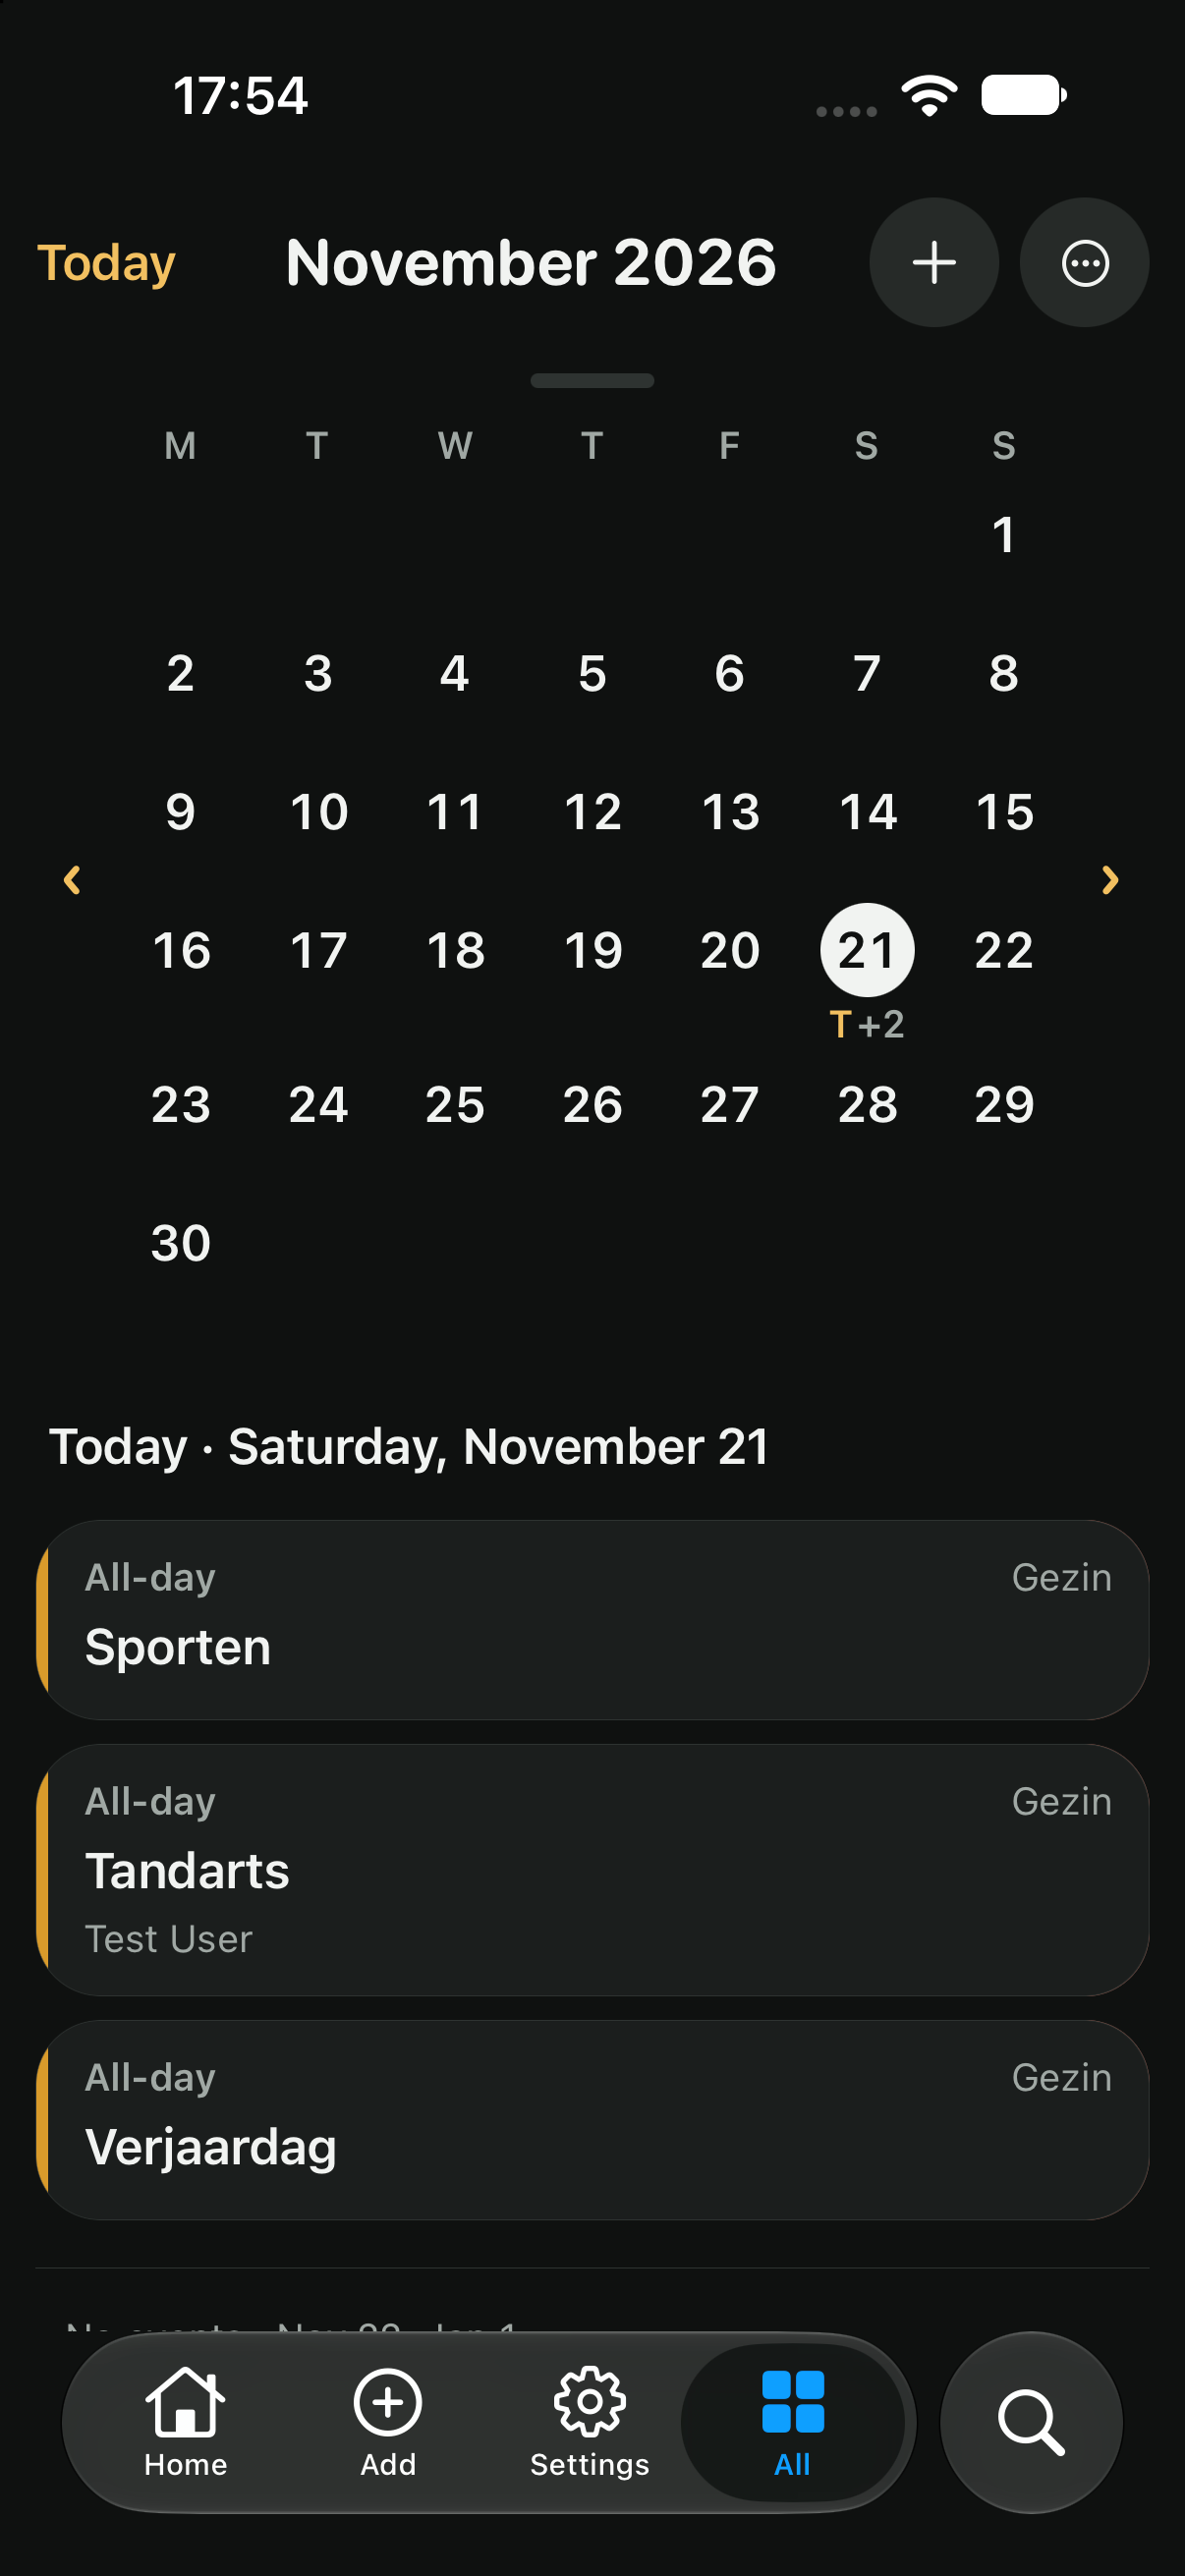 17:54
Today November 2026
M T W T F S S
1
2 3 4 5 6 7 8
9 10 11 12 13 14 15
16 17 18 19 20 21 22
T +2
23 24 25 26 27 28 29
30
Today · Saturday, November 21
All-day Gezin
Sporten
All-day Gezin
Tandarts
Test User
All-day Gezin
Verjaardag
Home Add Settings All